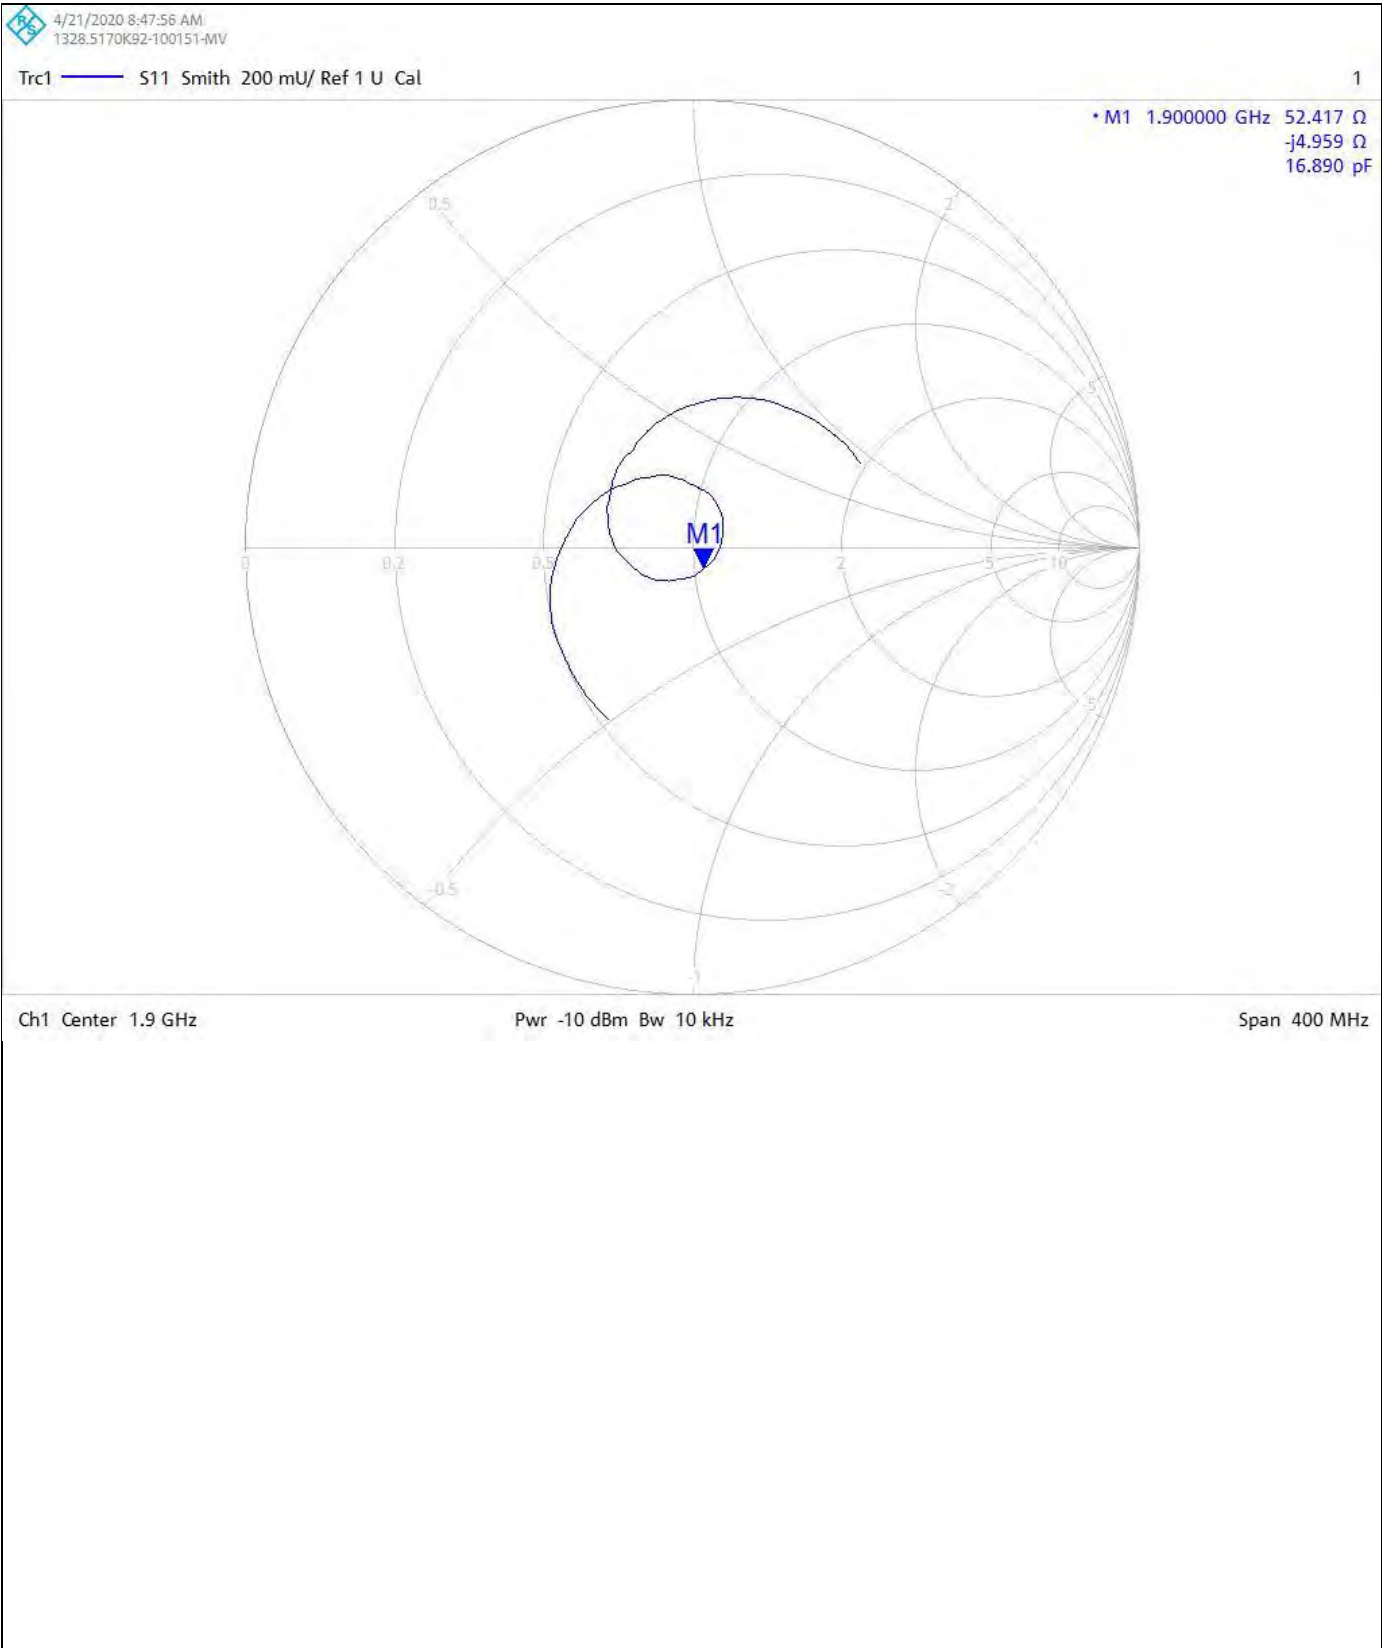 R&S
4/21/2020 8:47:56 AM
1328.5170K92-100151-MV
Trc1 S11 Smith 200 mU/ Ref 1 U Cal 1
• M1 1.900000 GHz 52.417 Ω
-j4.959 Ω
16.890 pF
0.5 2
5
M1
0 0.2 0.5 1 2 5 10
-5
-0.5 -2
-1
Ch1 Center 1.9 GHz Pwr -10 dBm Bw 10 kHz Span 400 MHz